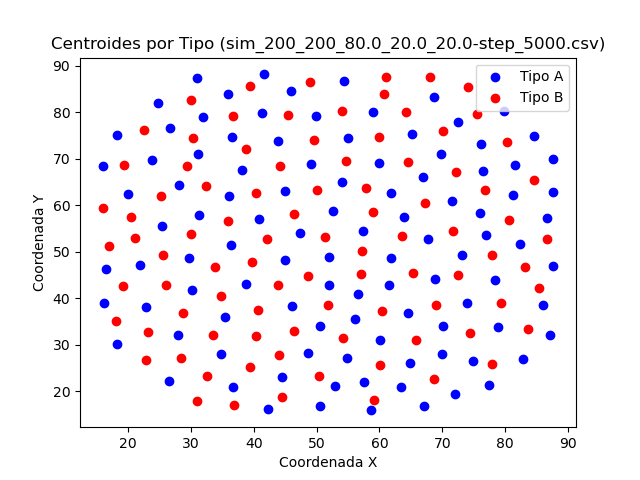 Centroides por Tipo (sim_200_200_80.0_20.0_20.0-step_5000.csv)
Tipo A
Tipo B
90
80
70
60
50
40
30
20
Coordenada Y
20 30 40 50 60 70 80 90
Coordenada X